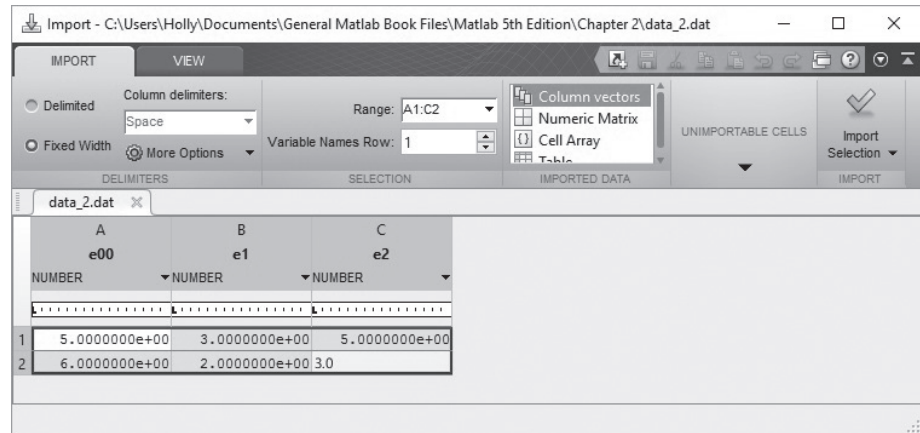 Import - C:\Users\Holly\Documents\General Matlab Book Files\Matlab 5th Edition\Chapter 2\data_2.dat
IMPORT VIEW
Delimited
Column delimiters:
Space
Fixed Width
More Options
DELIMITERS
Range: A1:C2
Variable Names Row: 1
SELECTION
Column vectors
Numeric Matrix
Cell Array
Table
IMPORTED DATA
UNIMPORTABLE CELLS
Import
Selection
IMPORT
data_2.dat
A B C
e00 e1 e2
NUMBER NUMBER NUMBER
1 5.0000000e+00 3.0000000e+00 5.0000000e+00
2 6.0000000e+00 2.0000000e+00 3.0